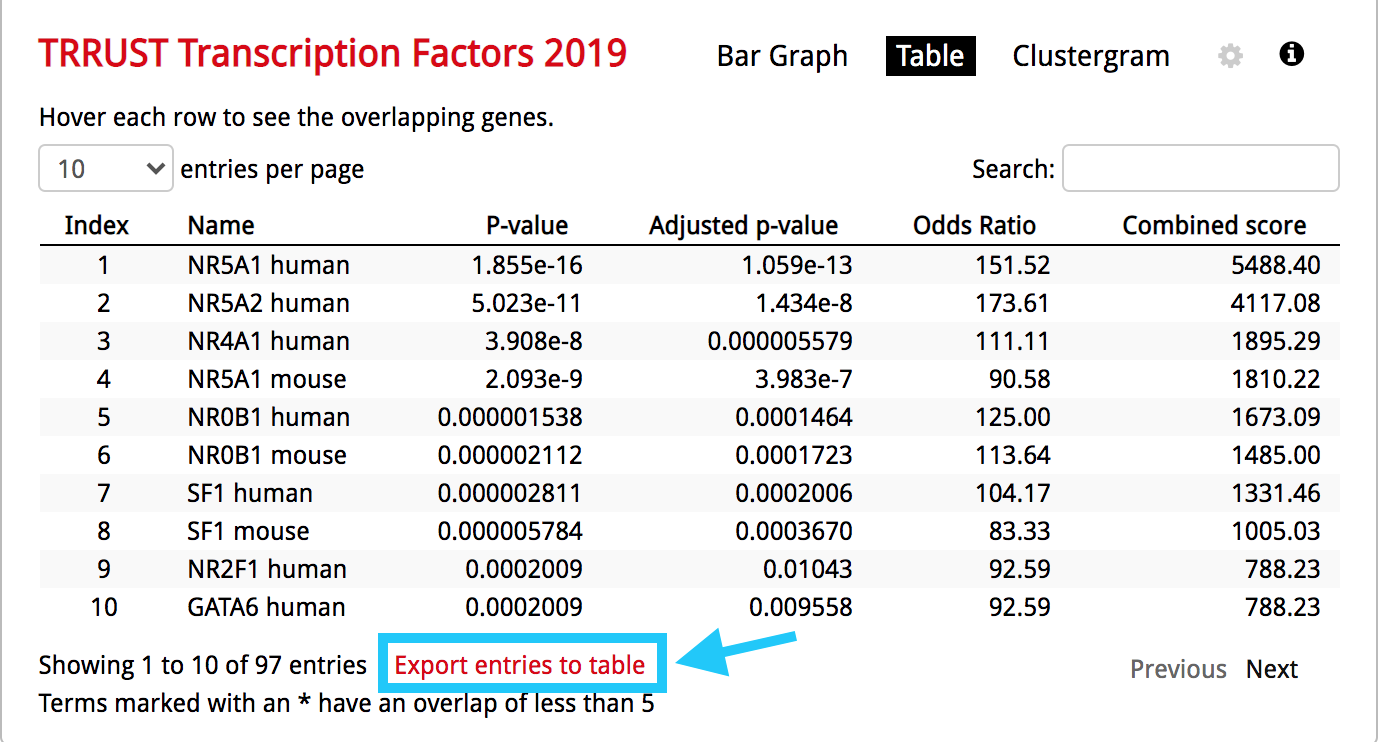 TRRUST Transcription Factors 2019 Bar Graph Table Clustergram
Hover each row to see the overlapping genes.
10 entries per page Search:
Index Name P-value Adjusted p-value Odds Ratio Combined score
1 NR5A1 human 1.855e-16 1.059e-13 151.52 5488.40
2 NR5A2 human 5.023e-11 1.434e-8 173.61 4117.08
3 NR4A1 human 3.908e-8 0.000005579 111.11 1895.29
4 NR5A1 mouse 2.093e-9 3.983e-7 90.58 1810.22
5 NR0B1 human 0.000001538 0.0001464 125.00 1673.09
6 NR0B1 mouse 0.000002112 0.0001723 113.64 1485.00
7 SF1 human 0.000002811 0.0002006 104.17 1331.46
8 SF1 mouse 0.000005784 0.0003670 83.33 1005.03
9 NR2F1 human 0.0002009 0.01043 92.59 788.23
10 GATA6 human 0.0002009 0.009558 92.59 788.23
Showing 1 to 10 of 97 entries Export entries to table Previous Next
Terms marked with an * have an overlap of less than 5